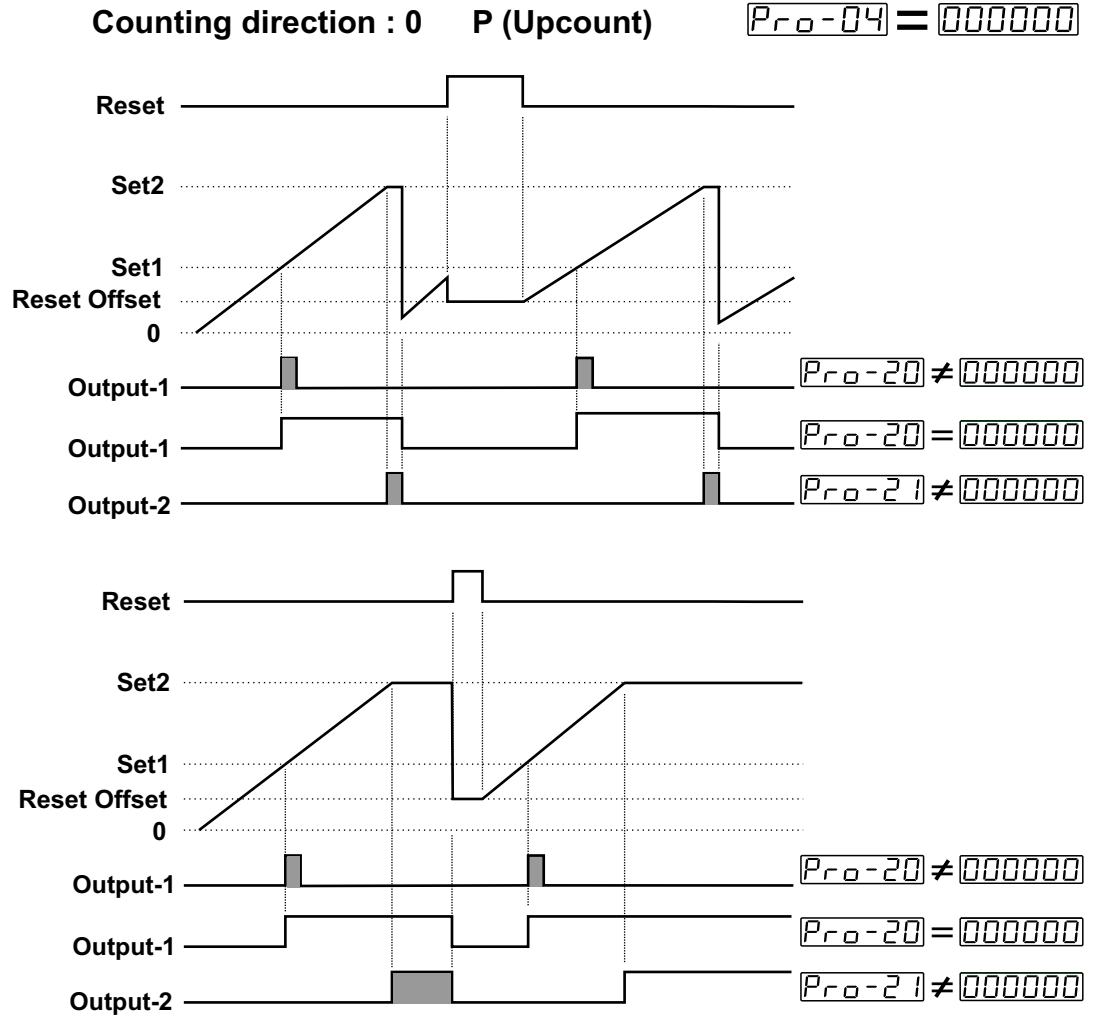 Counting direction : 0 P (Upcount) Pro-04 = 000000
Reset
Set2
Set1
Reset Offset
0
Output-1 Pro-20 ≠ 000000
Output-1 Pro-20 = 000000
Output-2 Pro-21 ≠ 000000
Reset
Set2
Set1
Reset Offset
0
Output-1 Pro-20 ≠ 000000
Output-1 Pro-20 = 000000
Output-2 Pro-21 ≠ 000000